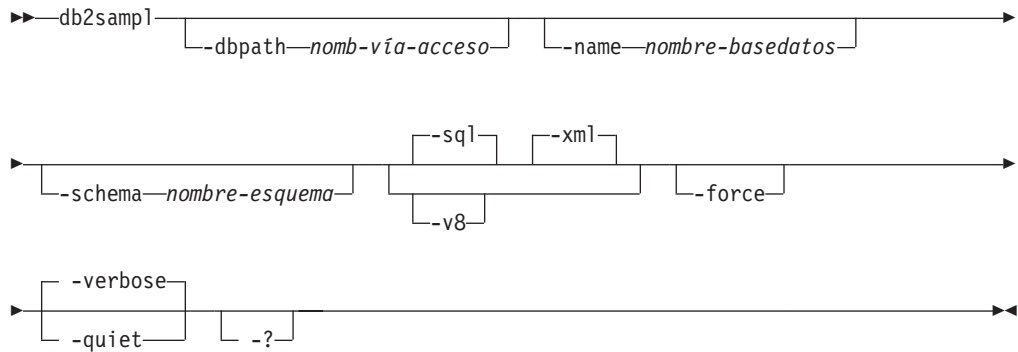 db2sampl
-dbpath nomb-vía-acceso -name nombre-basedatos
-sql -xml
-schema nombre-esquema -v8 -force
-verbose
-quiet -?